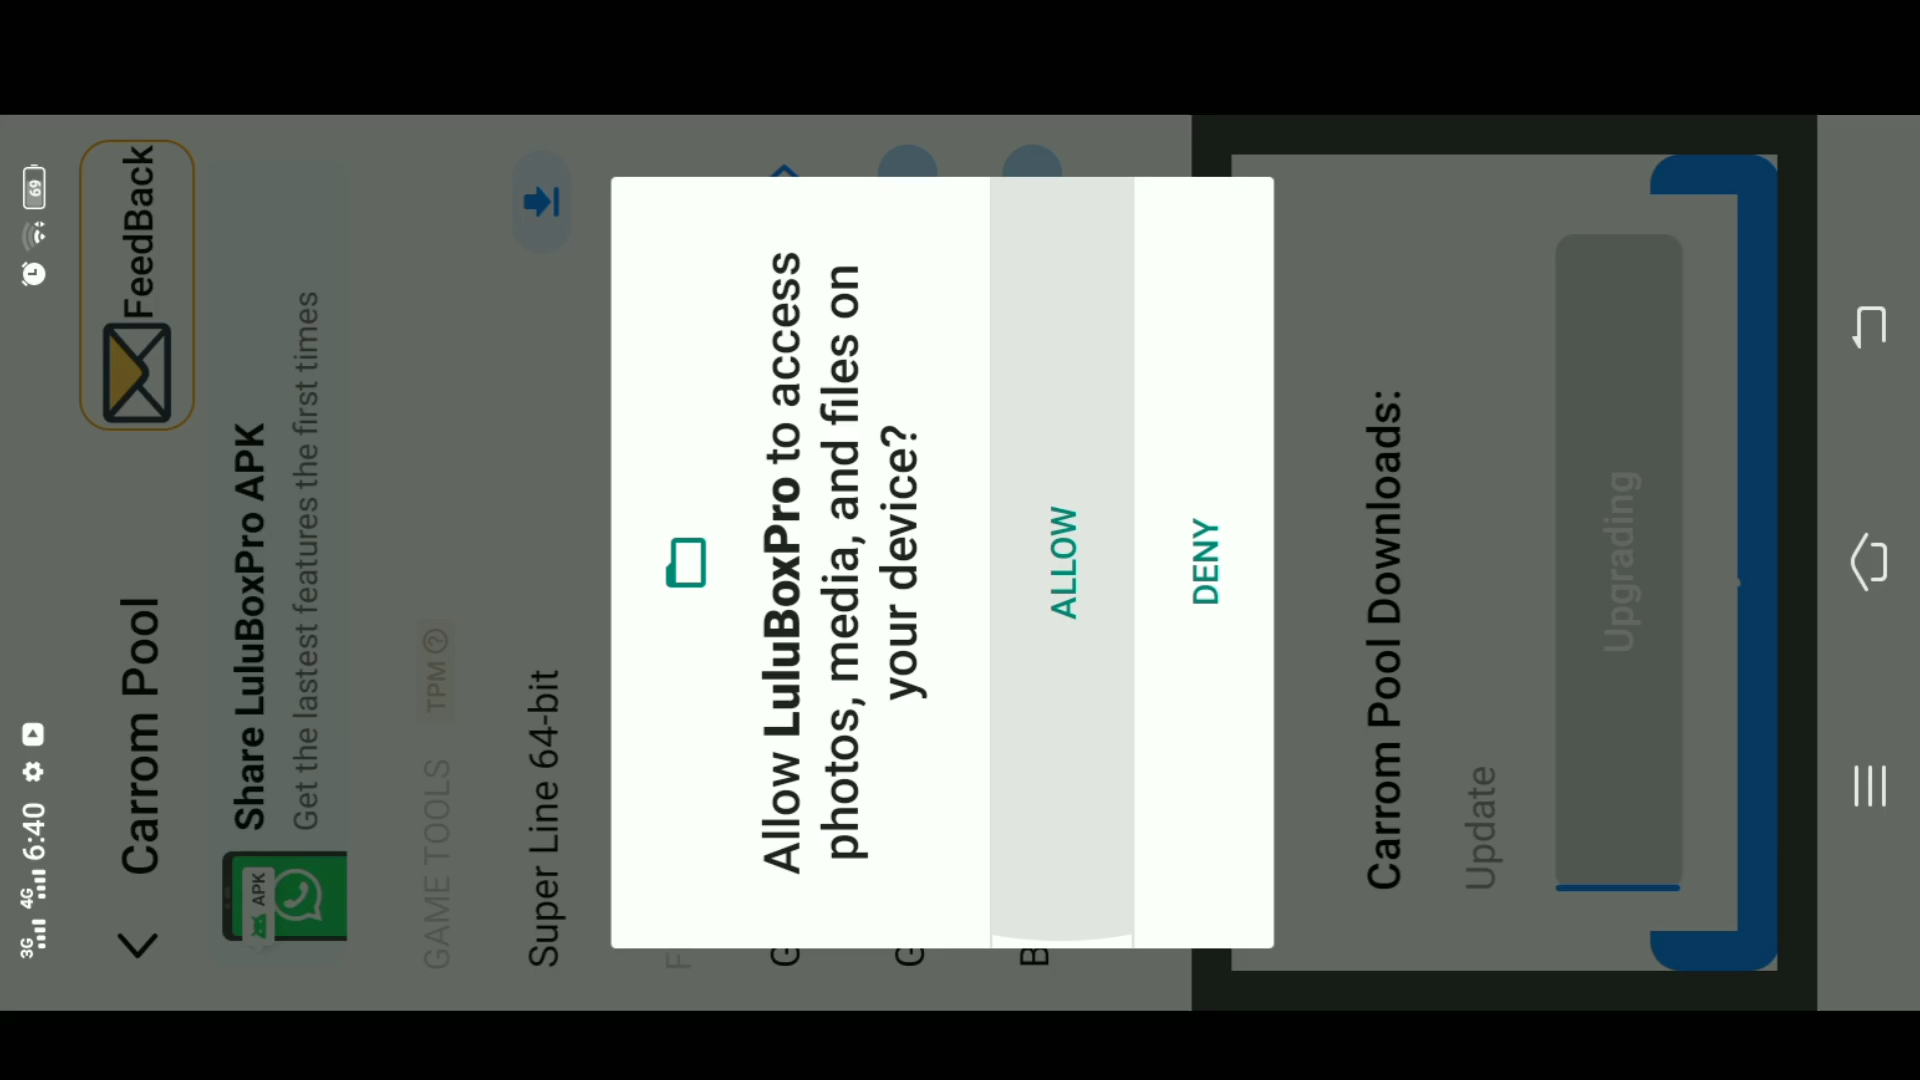 3G 4G 6:40
69
Carrom Pool
FeedBack
APK
Share LuluBoxPro APK
Get the lastest features the first times
GAME TOOLS
TPM ?
Super Line 64-bit
F
G
G
B
Allow LuluBoxPro to access
photos, media, and files on
your device?
ALLOW
DENY
Carrom Pool Downloads:
Update
Upgrading